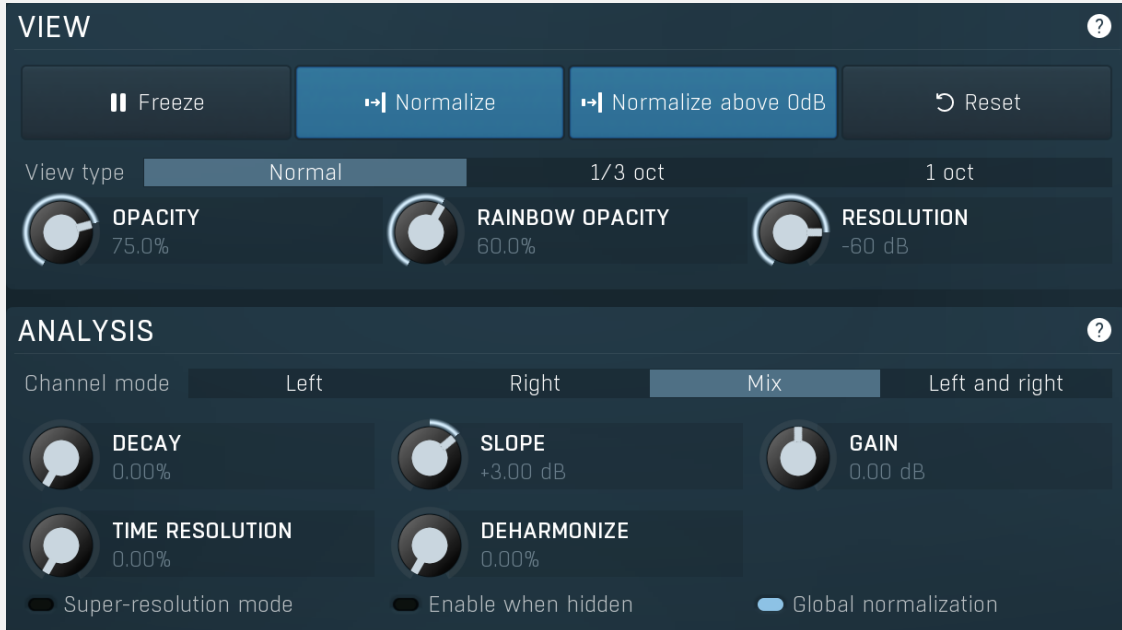 VIEW ?
Freeze Normalize Normalize above 0dB Reset
View type Normal 1/3 oct 1 oct
OPACITY RAINBOW OPACITY RESOLUTION
75.0% 60.0% -60 dB
ANALYSIS ?
Channel mode Left Right Mix Left and right
DECAY SLOPE GAIN
0.00% +3.00 dB 0.00 dB
TIME RESOLUTION DEHARMONIZE
0.00% 0.00%
Super-resolution mode Enable when hidden Global normalization